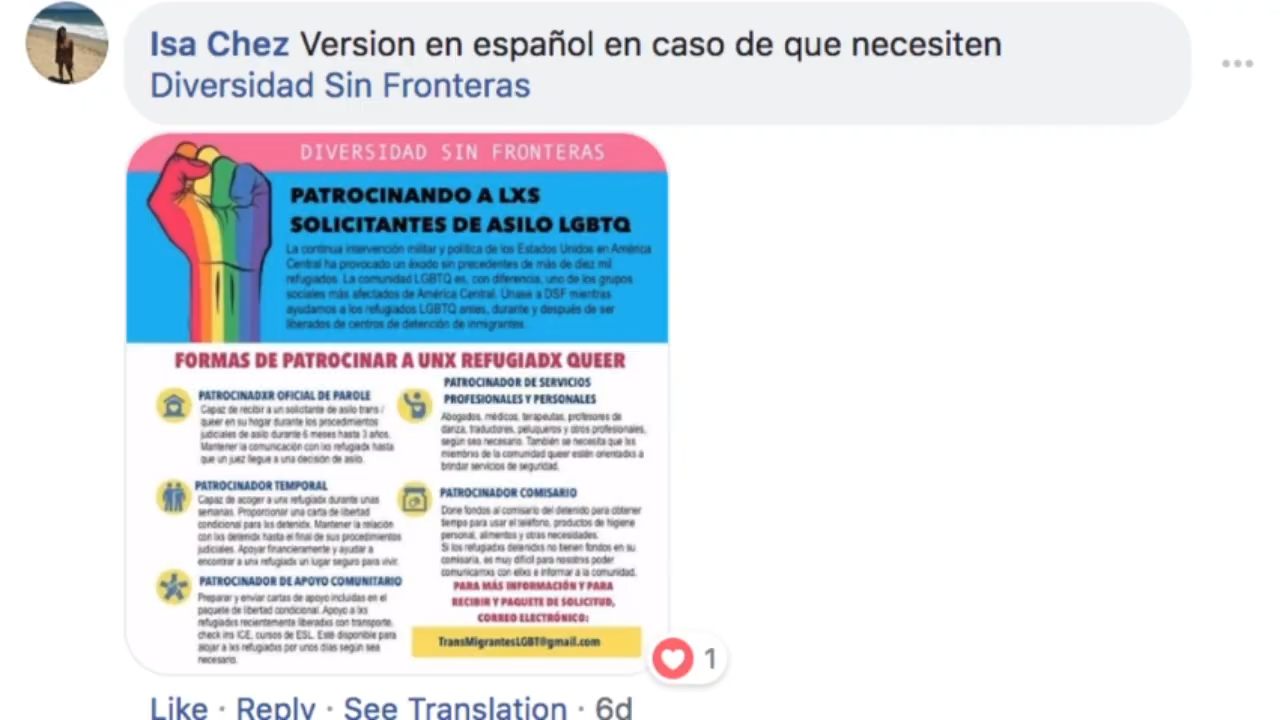 Isa Chez Version en español en caso de que necesiten
Diversidad Sin Fronteras
DIVERSIDAD SIN FRONTERAS
PATROCINANDO A LXS
SOLICITANTES DE ASILO LGBTQ
La continua intervención militar y política de los Estados Unidos en América
Central ha provocado un éxodo sin precedentes de más de diez mil
refugiados. La comunidad LGBTQ es, con diferencia, uno de los grupos
sociales más afectados de América Central. Únase a DSF mientras
ayudamos a los refugiados LGBTQ antes, durante y después de ser
liberados de centros de detención de inmigrantes.
FORMAS DE PATROCINAR A UNX REFUGIADX QUEER
PATROCINADXR OFICIAL DE PAROLE
Capaz de recibir a un solicitante de asilo trans /
queer en su hogar durante los procedimientos
judiciales de asilo durante 6 meses hasta 3 años.
Mantener la comunicación con lxs refugiadx hasta
que un juez llegue a una decisión de asilo.
PATROCINADOR TEMPORAL
Capaz de acoger a unx refugiadx durante unas
semanas. Proporcionar una carta de libertad
condicional para lxs detenidx. Mantener la relación
con lxs detenidx hasta el final de sus procedimientos
judiciales. Apoyar financieramente y ayudar a
encontrar a unx refugiadx un lugar seguro para vivir.
PATROCINADOR DE APOYO COMUNITARIO
Preparar y enviar cartas de apoyo incluidas en el
paquete de libertad condicional. Apoyo a lxs
refugiadxs recientemente liberadxs con transporte,
check ins ICE, cursos de ESL. Esté disponible para
alojar a lxs refugiadxs por unos días según sea
necesario.
PATROCINADOR DE SERVICIOS
PROFESIONALES Y PERSONALES
Abogados, médicos, terapeutas, profesores de
danza, traductores, peluqueros y otros profesionales,
según sea necesario. También se necesita que lxs
miembrxs de la comunidad queer estén orientadxs a
brindar servicios de seguridad.
PATROCINADOR COMISARIO
Done fondos al comisario del detenido para obtener
tiempo para usar el teléfono, productos de higiene
personal, alimentos y otras necesidades.
Si los refugiadxs detenidxs no tienen fondos en su
comisaría, es muy difícil para nosotrxs poder
comunicarnxs con ellxs e informar a la comunidad.
PARA MÁS INFORMACIÓN Y PARA
RECIBIR Y PAQUETE DE SOLICITUD,
CORREO ELECTRÓNICO:
TransMigrantesLGBT@gmail.com
1
Like · Reply · See Translation · 6d